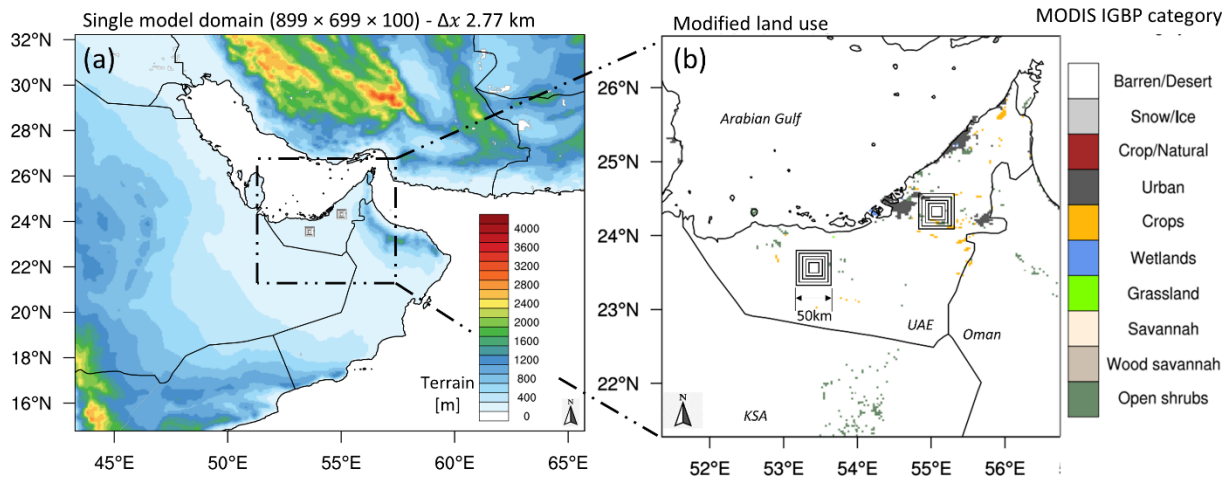 Single model domain (899 × 699 × 100) - Δx 2.77 km
(a)
32°N
30°N
28°N
26°N
24°N
22°N
20°N
18°N
16°N
45°E
50°E
55°E
60°E
65°E
4000
3600
3200
2800
2400
2000
1600
1200
800
400
0
Terrain
[m]
N
E
E
Modified land use
(b)
26°N
25°N
24°N
23°N
22°N
52°E
53°E
54°E
55°E
56°E
Arabian Gulf
50km
UAE
Oman
KSA
N
MODIS IGBP category
Barren/Desert
Snow/Ice
Crop/Natural
Urban
Crops
Wetlands
Grassland
Savannah
Wood savannah
Open shrubs